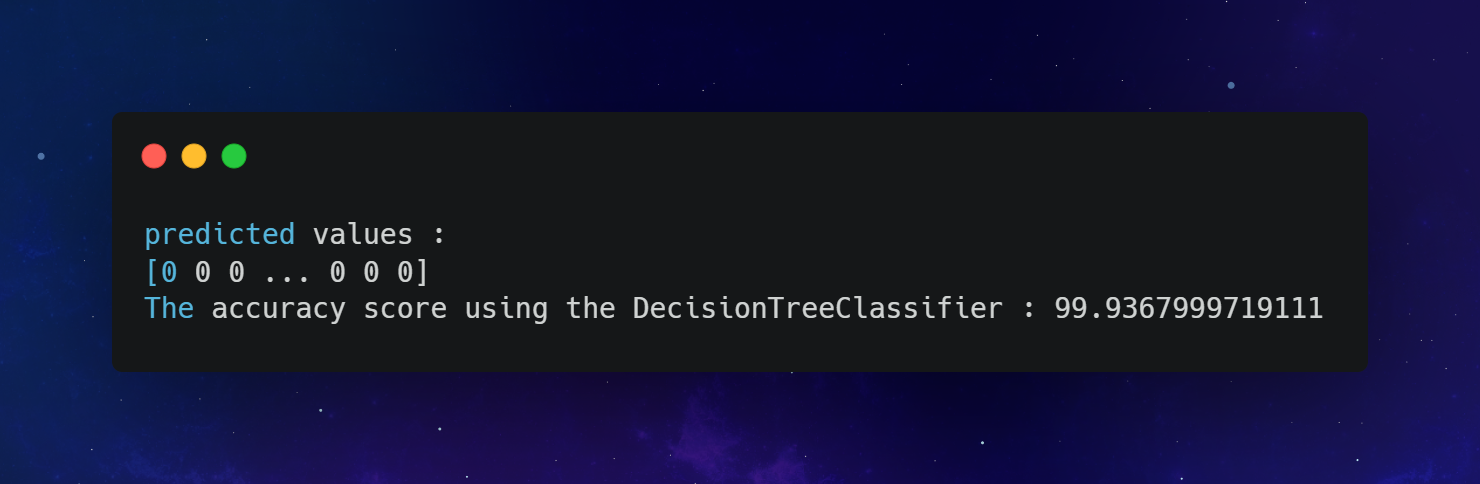 predicted values :
[0 0 0 ... 0 0 0]
The accuracy score using the DecisionTreeClassifier : 99.9367999719111